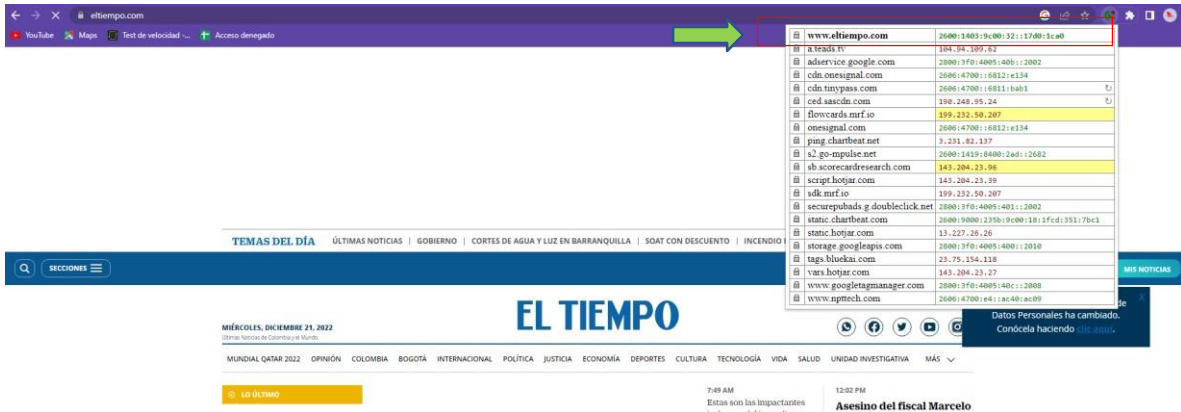 eltiempo.com
YouTube Maps Test de velocidad -... Acceso denegado
www.eltiempo.com 2600:1403:9c00:32::17d0:1ca0
a.teads.tv 104.94.109.62
adservice.google.com 2800:3f0:4005:40b::2002
cdn.onesignal.com 2606:4700::6812:e134
cdn.tinypass.com 2606:4700::6811:bab1
ced.sascdn.com 190.248.95.24
flowcards.mrf.io 199.232.50.207
onesignal.com 2606:4700::6812:e134
ping.chartbeat.net 3.231.82.137
s2.go-mpulse.net 2600:1419:8400:2ad::2682
sb.scorecardresearch.com 143.204.23.96
script.hotjar.com 143.204.23.39
sdk.mrf.io 199.232.50.207
securepubads.g.doubleclick.net 2800:3f0:4005:401::2002
static.chartbeat.com 2600:9000:235b:9c00:18:1fcd:351:7bc1
static.hotjar.com 13.227.26.26
storage.googleapis.com 2800:3f0:4005:400::2010
tags.bluekai.com 23.75.154.118
vars.hotjar.com 143.204.23.27
www.googletagmanager.com 2800:3f0:4005:40c::2008
www.npttech.com 2606:4700:e4::ac40:ac09
TEMAS DEL DÍA ÚLTIMAS NOTICIAS | GOBIERNO | CORTES DE AGUA Y LUZ EN BARRANQUILLA | SOAT CON DESCUENTO | INCENDIO
SECCIONES
MIS NOTICIAS
de X
Datos Personales ha cambiado.
Conócela haciendo clic aquí.
EL TIEMPO
MIÉRCOLES, DICIEMBRE 21, 2022
Últimas Noticias de Colombia y el Mundo
MUNDIAL QATAR 2022 OPINIÓN COLOMBIA BOGOTÁ INTERNACIONAL POLÍTICA JUSTICIA ECONOMÍA DEPORTES CULTURA TECNOLOGÍA VIDA SALUD UNIDAD INVESTIGATIVA MÁS
LO ÚLTIMO
7:49 AM
Estas son las impactantes
12:02 PM
Asesino del fiscal Marcelo